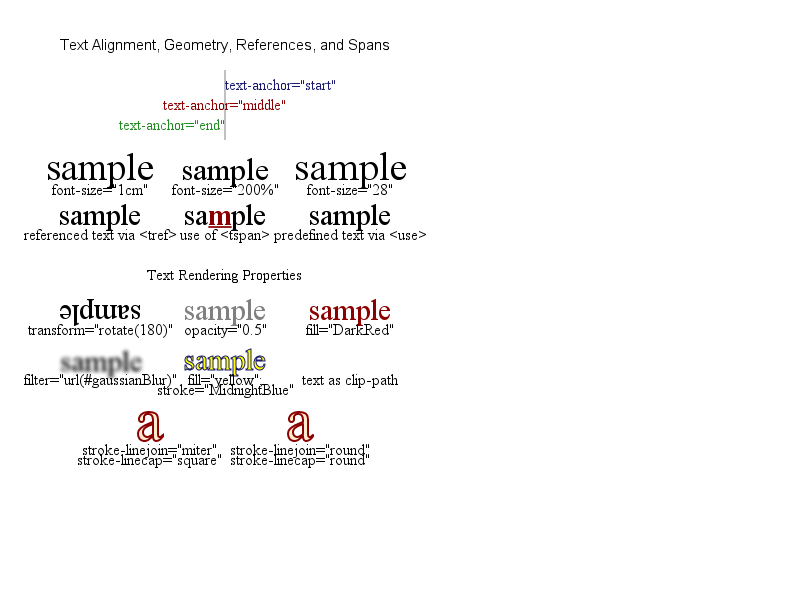 Text Alignment, Geometry, References, and Spans
text-anchor="start"
text-anchor="middle"
text-anchor="end"
sample sample sample
font-size="1cm" font-size="200%" font-size="28"
sample sample sample
referenced text via <tref> use of <tspan> predefined text via <use>
Text Rendering Properties
sample sample sample
transform="rotate(180)" opacity="0.5" fill="DarkRed"
sample sample
filter="url(#gaussianBlur)" fill="yellow" text as clip-path
stroke="MidnightBlue"
a a
stroke-linejoin="miter" stroke-linejoin="round"
stroke-linecap="square" stroke-linecap="round"